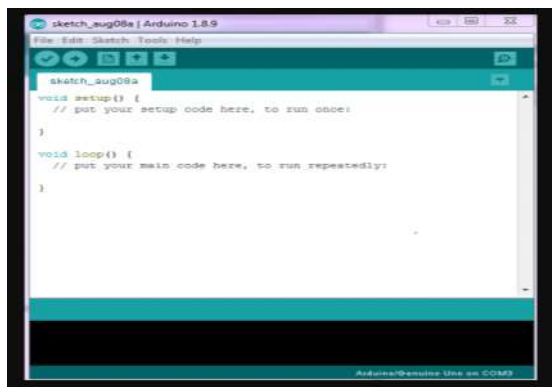 sketch_aug08a | Arduino 1.8.9
File Edit Sketch Tools Help
sketch_aug08a
void setup() {
// put your setup code here, to run once:
}
void loop() {
// put your main code here, to run repeatedly:
}
Arduino/Genuino Uno on COM3